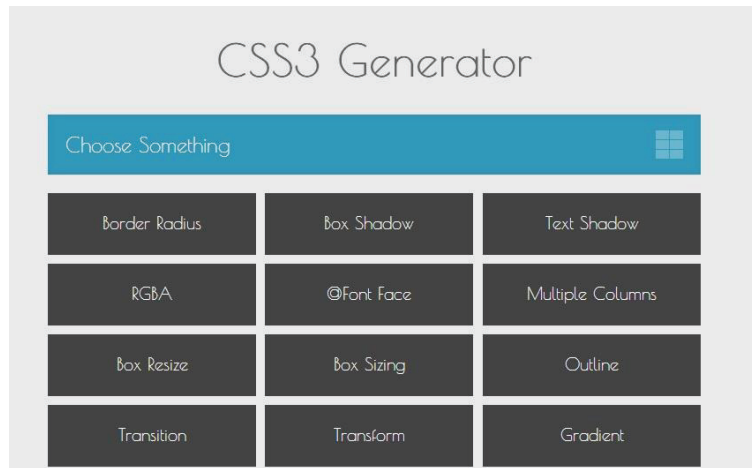 CSS3 Generator
Choose Something
Border Radius
Box Shadow
Text Shadow
RGBA
@Font Face
Multiple Columns
Box Resize
Box Sizing
Outline
Transition
Transform
Gradient